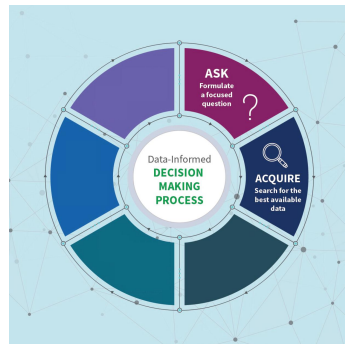 ASK
Formulate
a focused
question
?
Data-Informed
DECISION
MAKING
PROCESS
ACQUIRE
Search for the
best available
data